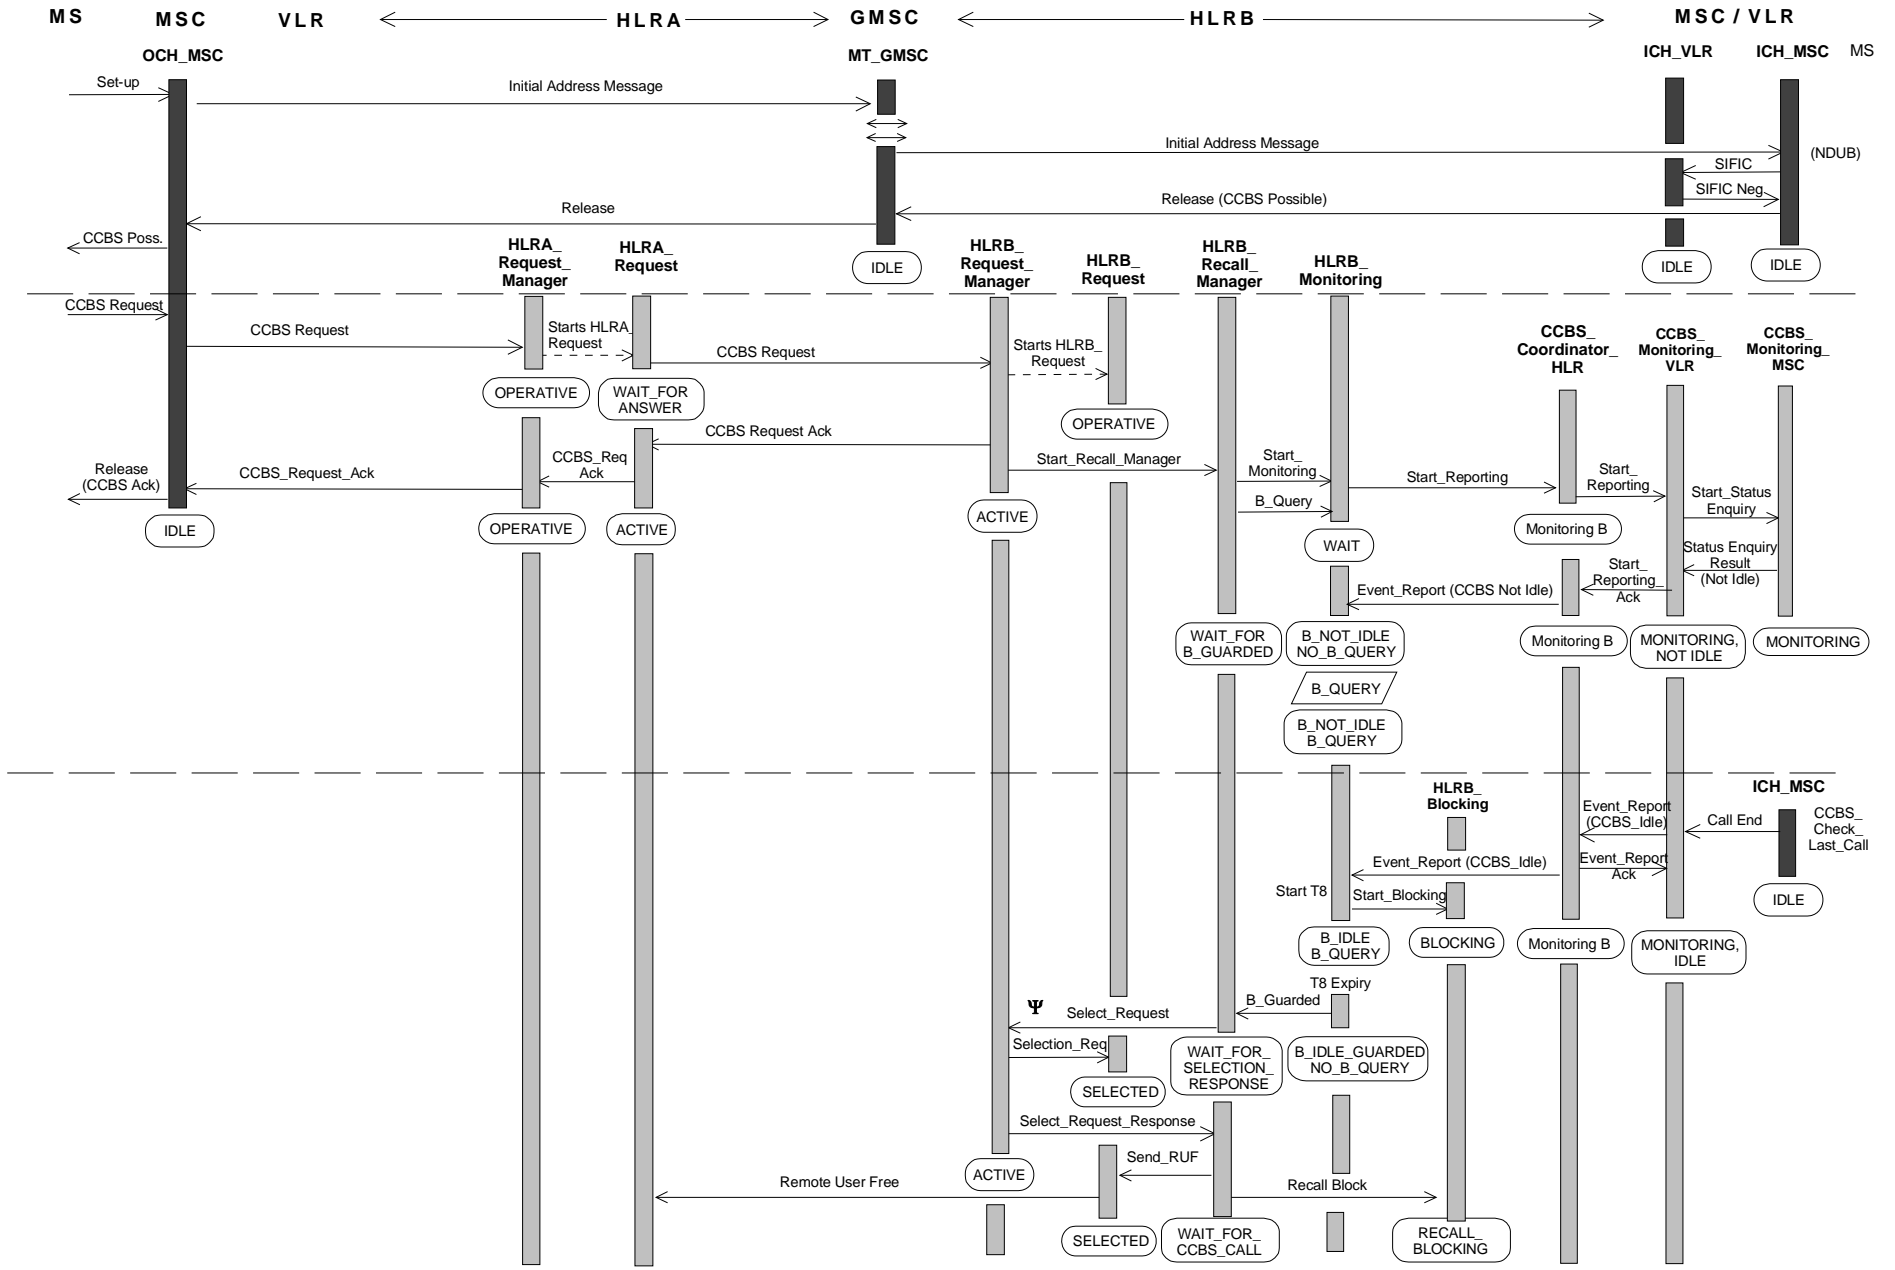 MS MSC VLR HLRA GMSC HLRB MSC / VLR
OCH_MSC MT_GMSC ICH_VLR ICH_MSC MS
Set-up
Initial Address Message
Initial Address Message
(NDUB)
SIFIC
SIFIC Neg
Release
Release (CCBS Possible)
CCBS Poss.
IDLE
IDLE
IDLE
HLRA_
Request_
Manager
HLRA_
Request
HLRB_
Request_
Manager
HLRB_
Request
HLRB_
Recall_
Manager
HLRB_
Monitoring
CCBS Request
CCBS Request
Starts HLRA_
Request
CCBS Request
Starts HLRB_
Request
CCBS_
Coordinator_
HLR
CCBS_
Monitoring_
VLR
CCBS_
Monitoring_
MSC
OPERATIVE
WAIT_FOR
ANSWER
OPERATIVE
CCBS Request Ack
Release
(CCBS Ack)
CCBS_Request_Ack
CCBS_Req
Ack
Start_Recall_Manager
Start_
Monitoring
B_Query
Start_Reporting
Start_
Reporting
Start_Status
Enquiry
IDLE
OPERATIVE
ACTIVE
ACTIVE
WAIT
Monitoring B
Status Enquiry
Result
(Not Idle)
Start_
Reporting_
Ack
Event_Report (CCBS Not Idle)
WAIT_FOR
B_GUARDED
B_NOT_IDLE
NO_B_QUERY
Monitoring B
MONITORING,
NOT IDLE
MONITORING
B_QUERY
B_NOT_IDLE
B_QUERY
HLRB_
Blocking
ICH_MSC
Event_Report
(CCBS_Idle)
Call End
CCBS_
Check_
Last_Call
Event_Report (CCBS_Idle)
Event_Report
Ack
Start T8
Start_Blocking
IDLE
B_IDLE
B_QUERY
BLOCKING
Monitoring B
MONITORING,
IDLE
T8 Expiry
B_Guarded
Ψ
Select_Request
Selection_Req
WAIT_FOR_
SELECTION_
RESPONSE
B_IDLE_GUARDED
NO_B_QUERY
SELECTED
Select_Request_Response
ACTIVE
Send_RUF
Remote User Free
Recall Block
SELECTED
WAIT_FOR_
CCBS_CALL
RECALL_
BLOCKING